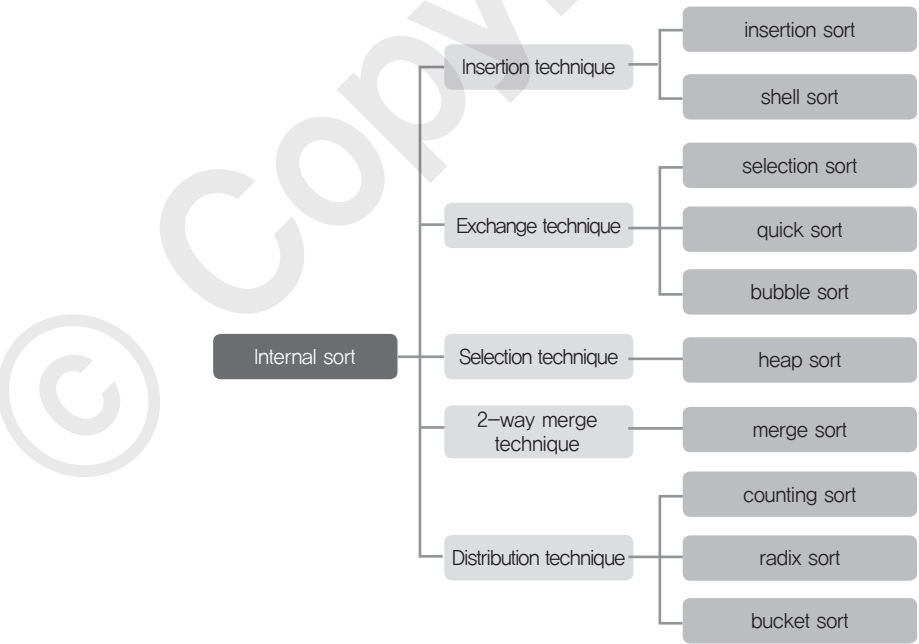 Internal sort
Insertion technique
insertion sort
shell sort
Exchange technique
selection sort
quick sort
bubble sort
Selection technique
heap sort
2–way merge
technique
merge sort
Distribution technique
counting sort
radix sort
bucket sort